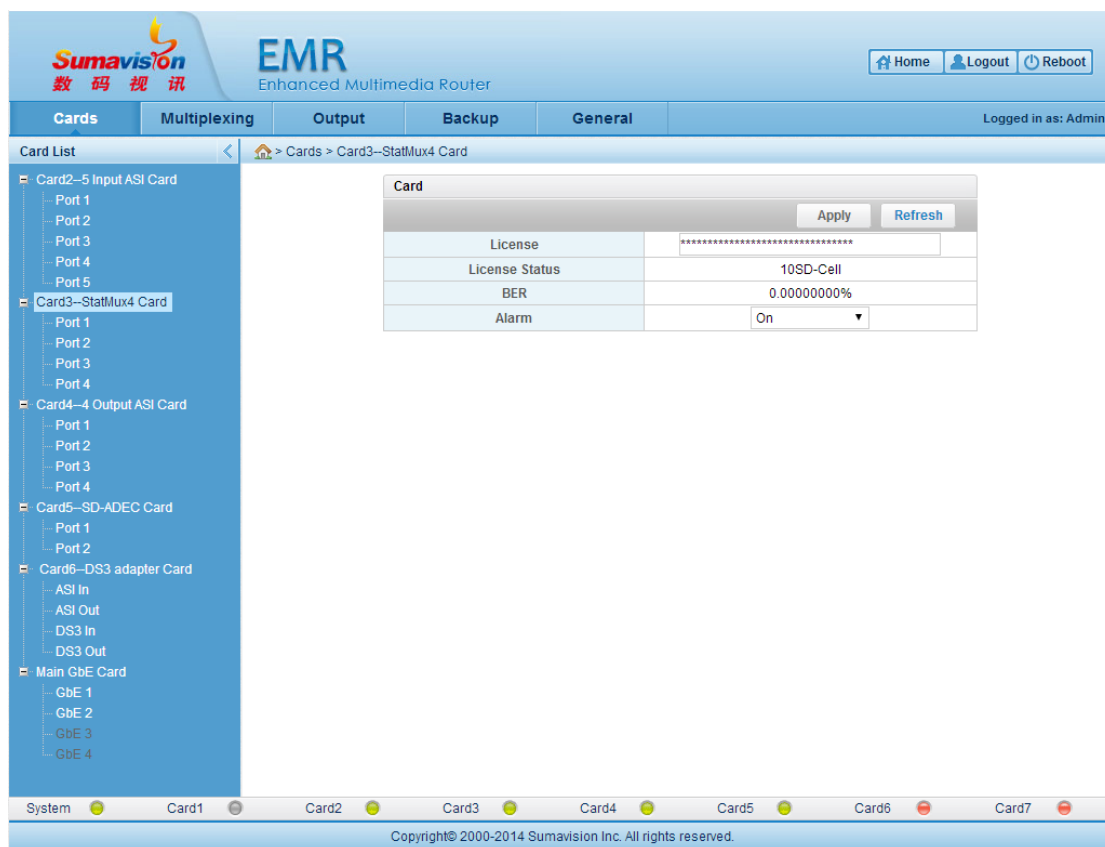 Sumavision
数码视讯
EMR
Enhanced Multimedia Router
Home
Logout
Reboot
Cards
Multiplexing
Output
Backup
General
Logged in as: Admin
Card List
> Cards > Card3--StatMux4 Card
Card2--5 Input ASI Card
Port 1
Port 2
Port 3
Port 4
Port 5
Card3--StatMux4 Card
Port 1
Port 2
Port 3
Port 4
Card4--4 Output ASI Card
Port 1
Port 2
Port 3
Port 4
Card5--SD-ADEC Card
Port 1
Port 2
Card6--DS3 adapter Card
ASI In
ASI Out
DS3 In
DS3 Out
Main GbE Card
GbE 1
GbE 2
GbE 3
GbE 4
Card
Apply Refresh
License ********************************
License Status 10SD-Cell
BER 0.00000000%
Alarm On
System Card1 Card2 Card3 Card4 Card5 Card6 Card7
Copyright© 2000-2014 Sumavision Inc. All rights reserved.